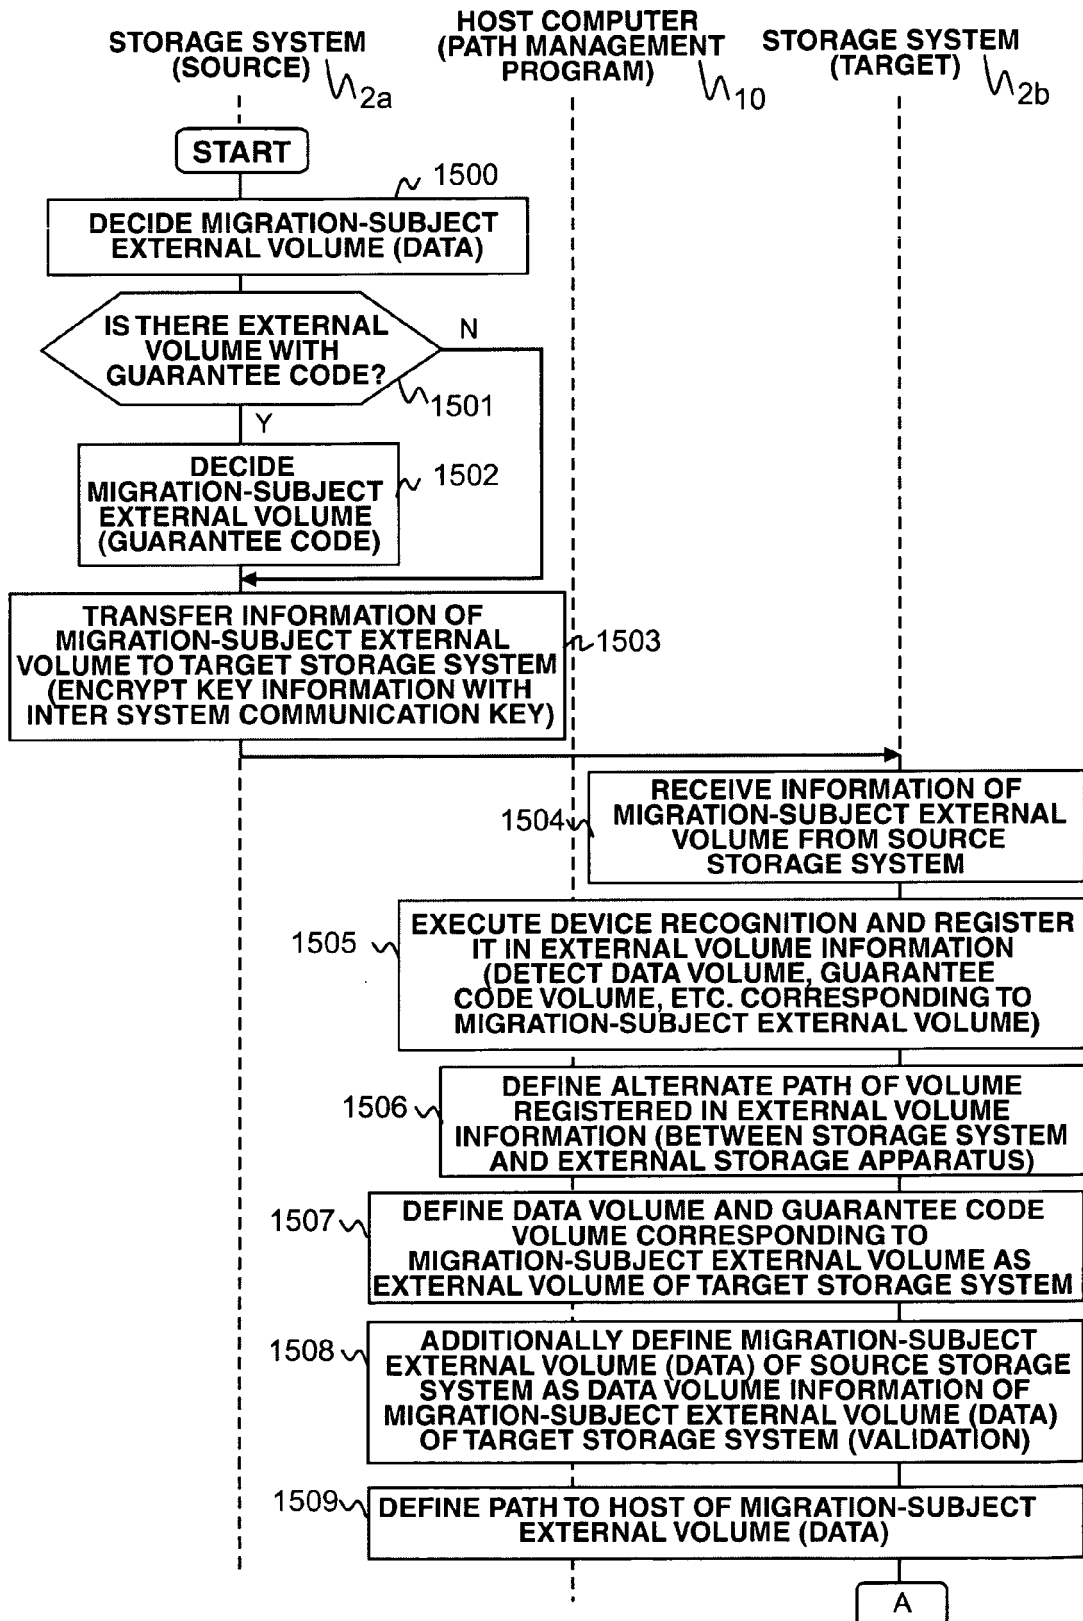 STORAGE SYSTEM
(SOURCE)
2a
HOST COMPUTER
(PATH MANAGEMENT
PROGRAM)
10
STORAGE SYSTEM
(TARGET)
2b
START
1500
DECIDE MIGRATION-SUBJECT
EXTERNAL VOLUME (DATA)
IS THERE EXTERNAL
VOLUME WITH
GUARANTEE CODE?
N
1501
Y
DECIDE
MIGRATION-SUBJECT
EXTERNAL VOLUME
(GUARANTEE CODE)
1502
TRANSFER INFORMATION OF
MIGRATION-SUBJECT EXTERNAL
VOLUME TO TARGET STORAGE SYSTEM
(ENCRYPT KEY INFORMATION WITH
INTER SYSTEM COMMUNICATION KEY)
1503
1504
RECEIVE INFORMATION OF
MIGRATION-SUBJECT EXTERNAL
VOLUME FROM SOURCE
STORAGE SYSTEM
1505
EXECUTE DEVICE RECOGNITION AND REGISTER
IT IN EXTERNAL VOLUME INFORMATION
(DETECT DATA VOLUME, GUARANTEE
CODE VOLUME, ETC. CORRESPONDING TO
MIGRATION-SUBJECT EXTERNAL VOLUME)
1506
DEFINE ALTERNATE PATH OF VOLUME
REGISTERED IN EXTERNAL VOLUME
INFORMATION (BETWEEN STORAGE SYSTEM
AND EXTERNAL STORAGE APPARATUS)
1507
DEFINE DATA VOLUME AND GUARANTEE CODE
VOLUME CORRESPONDING TO
MIGRATION-SUBJECT EXTERNAL VOLUME AS
EXTERNAL VOLUME OF TARGET STORAGE SYSTEM
1508
ADDITIONALLY DEFINE MIGRATION-SUBJECT
EXTERNAL VOLUME (DATA) OF SOURCE STORAGE
SYSTEM AS DATA VOLUME INFORMATION OF
MIGRATION-SUBJECT EXTERNAL VOLUME (DATA)
OF TARGET STORAGE SYSTEM (VALIDATION)
1509
DEFINE PATH TO HOST OF MIGRATION-SUBJECT
EXTERNAL VOLUME (DATA)
A